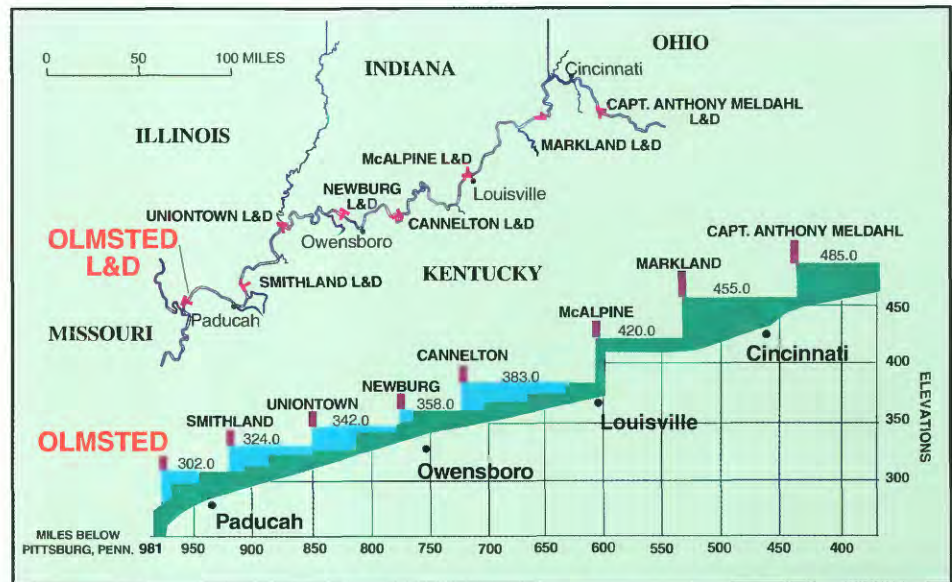 0 50 100 MILES
OHIO
INDIANA
Cincinnati
CAPT. ANTHONY MELDAHL
L&D
ILLINOIS
MARKLAND L&D
McALPINE L&D
Louisville
NEWBURG
L&D
UNIONTOWN L&D
CANNELTON L&D
Owensboro
OLMSTED
L&D
SMITHLAND L&D
KENTUCKY
MISSOURI
Paducah
CAPT. ANTHONY MELDAHL
485.0
MARKLAND
455.0
McALPINE
420.0
CANNELTON
383.0
NEWBURG
358.0
UNIONTOWN
342.0
SMITHLAND
324.0
OLMSTED
302.0
Cincinnati
Louisville
Owensboro
Paducah
450
400
350
300
ELEVATIONS
MILES BELOW
PITTSBURG, PENN. 981 950 900 850 800 750 700 650 600 550 500 450 400